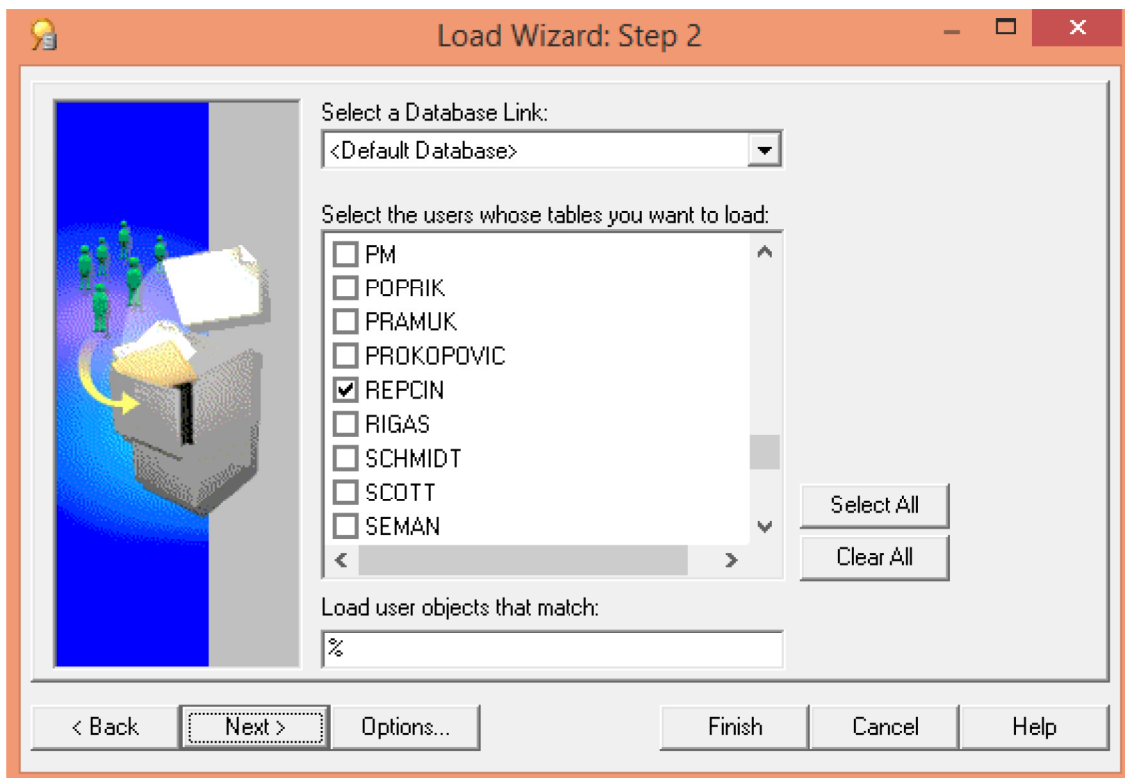 Load Wizard: Step 2
Select a Database Link:
<Default Database>
Select the users whose tables you want to load:
PM
POPRIK
PRAMUK
PROKOPOVIC
REPCIN
RIGAS
SCHMIDT
SCOTT
SEMAN
Select All
Clear All
Load user objects that match:
%
< Back Next > Options... Finish Cancel Help